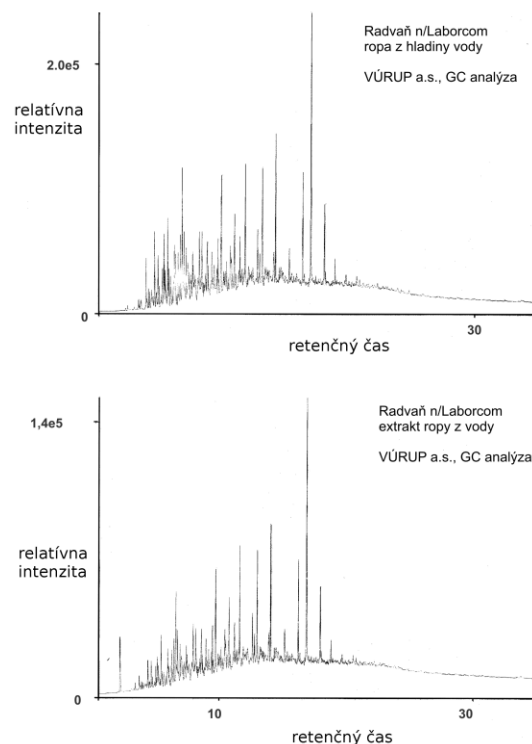 Radvaň n/Laborcom
ropa z hladiny vody
VÚRUP a.s., GC analýza
2.0e5
relatívna
intenzita
0
30
retenčný čas
Radvaň n/Laborcom
extrakt ropy z vody
VÚRUP a.s., GC analýza
1,4e5
relatívna
intenzita
0
10
30
retenčný čas